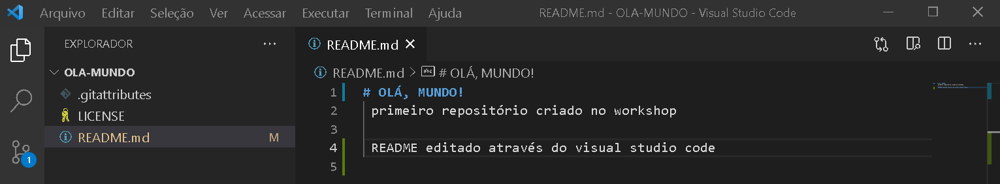 Arquivo Editar Seleção Ver Acessar Executar Terminal Ajuda README.md - OLA-MUNDO - Visual Studio Code
EXPLORADOR
README.md
OLA-MUNDO
README.md > # OLÁ, MUNDO!
.gitattributes
LICENSE
README.md M
1
1 # OLÁ, MUNDO!
2 primeiro repositório criado no workshop
3
4 README editado através do visual studio code
5